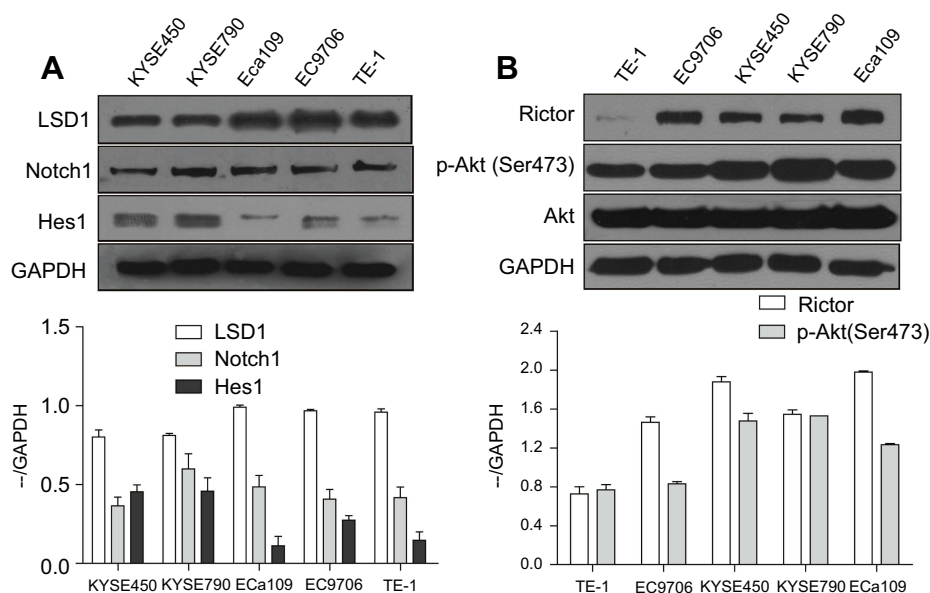 A
KYSE450
KYSE790
Eca109
EC9706
TE-1
LSD1
Notch1
Hes1
GAPDH
1.5
1.0
0.5
0.0
--/GAPDH
LSD1
Notch1
Hes1
KYSE450 KYSE790 ECa109 EC9706 TE-1
B
TE-1
EC9706
KYSE450
KYSE790
Eca109
Rictor
p-Akt (Ser473)
Akt
GAPDH
Rictor
p-Akt(Ser473)
2.4
2.0
1.6
1.2
0.8
0.4
0.0
--/GAPDH
TE-1 EC9706 KYSE450 KYSE790 ECa109